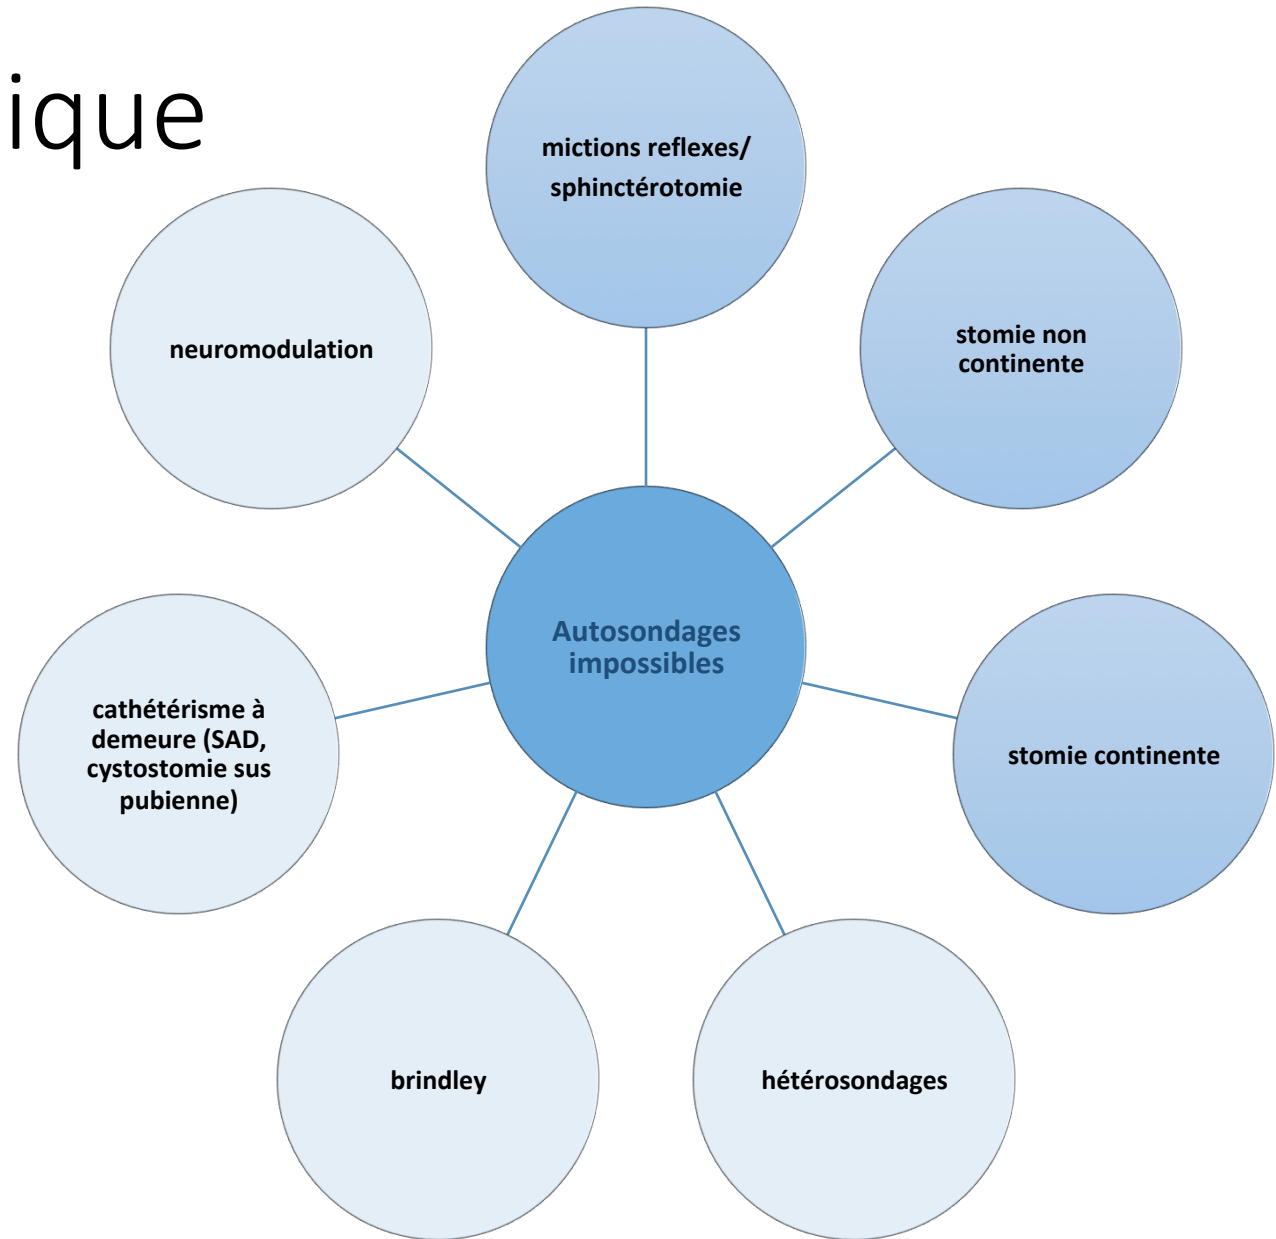 ique
mictions reflexes/
sphinctérotomie
stomie non
continente
stomie continente
hétérosondages
brindley
cathétérisme à
demeure (SAD,
cystostomie sus
pubienne)
neuromodulation
Autosondages
impossibles